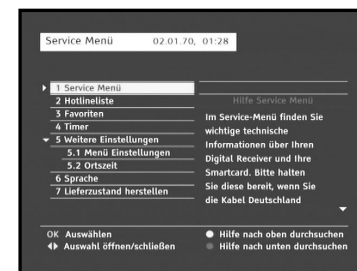 Service Menü 02.01.70, 01:28
1 Service Menü
2 Hotlineliste
3 Favoriten
4 Timer
5 Weitere Einstellungen
5.1 Menü Einstellungen
5.2 Ortszeit
6 Sprache
7 Lieferzustand herstellen
Hilfe Service Menü
Im Service-Menü finden Sie
wichtige technische
Informationen über Ihren
Digital Receiver und Ihre
Smartcard. Bitte halten
Sie diese bereit, wenn Sie
die Kabel Deutschland
OK Auswählen
Auswahl öffnen/schließen
Hilfe nach oben durchsuchen
Hilfe nach unten durchsuchen